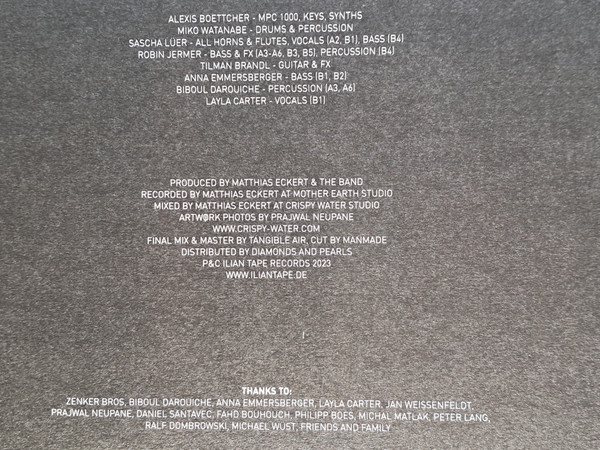 ALEXIS BOETTCHER - MPC 1000, KEYS, SYNTHS
MIKO WATANABE - DRUMS & PERCUSSION
SASCHA LÜER - ALL HORNS & FLUTES, VOCALS (A2, B1), BASS (B4)
ROBIN JERMER - BASS & FX (A3-A6, B3, B5), PERCUSSION (B4)
TILMAN BRANDL - GUITAR & FX
ANNA EMMERSBERGER - BASS (B1, B2)
BIBOUL DAROUICHE - PERCUSSION (A3, A6)
LAYLA CARTER - VOCALS (B1)
PRODUCED BY MATTHIAS ECKERT & THE BAND
RECORDED BY MATTHIAS ECKERT AT MOTHER EARTH STUDIO
MIXED BY MATTHIAS ECKERT AT CRISPY WATER STUDIO
ARTWORK PHOTOS BY PRAJWAL NEUPANE
WWW.CRISPY-WATER.COM
FINAL MIX & MASTER BY TANGIBLE AIR, CUT BY MANMADE
DISTRIBUTED BY DIAMONDS AND PEARLS
P&C ILIAN TAPE RECORDS 2023
WWW.ILIANTAPE.DE
THANKS TO:
ZENKER BROS, BIBOUL DAROUICHE, ANNA EMMERSBERGER, LAYLA CARTER, JAN WEISSENFELDT,
PRAJWAL NEUPANE, DANIEL SANTAVEC, FAHD BOUHOUCH, PHILIPP BOES, MICHAL MATLAK, PETER LANG,
RALF DOMBROWSKI, MICHAEL WÜST, FRIENDS AND FAMILY